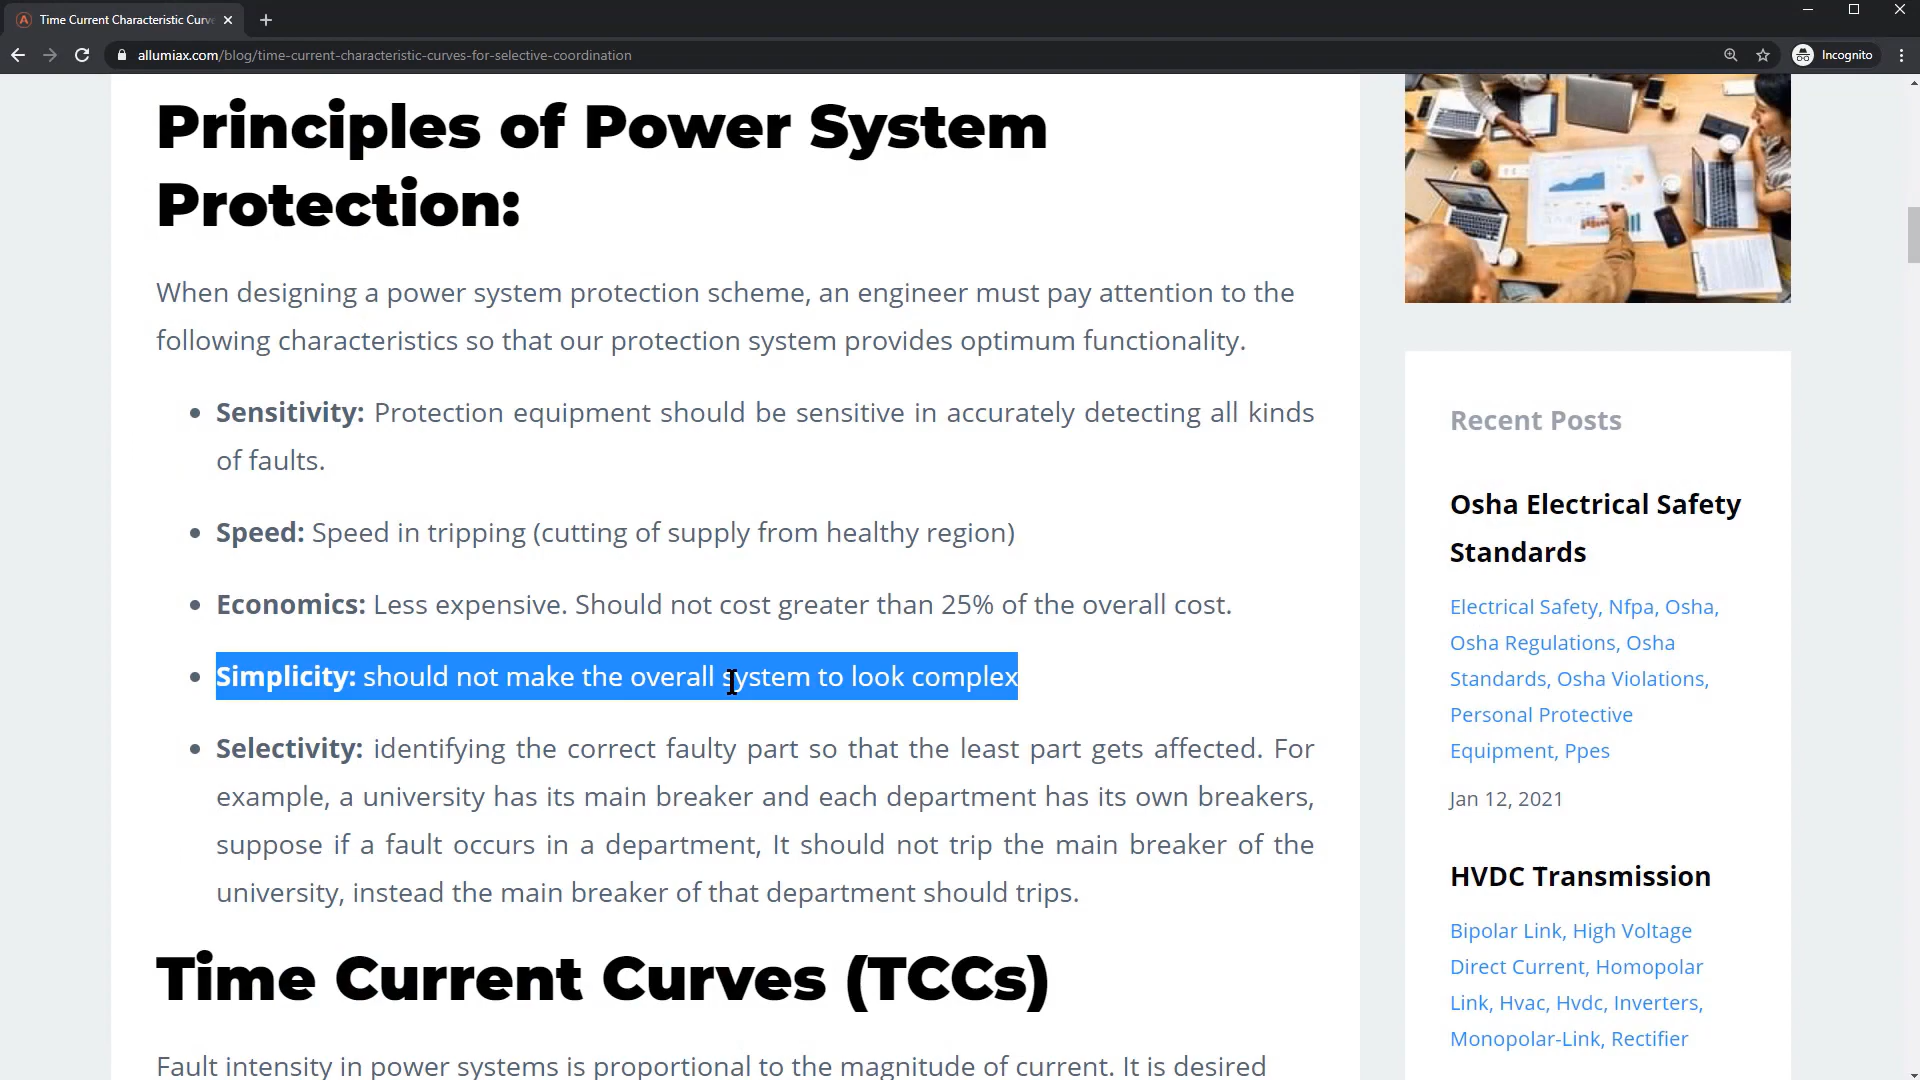 Time Current Characteristic Curve
allumiax.com/blog/time-current-characteristic-curves-for-selective-coordination
Incognito
Principles of Power System
Protection:
When designing a power system protection scheme, an engineer must pay attention to the
following characteristics so that our protection system provides optimum functionality.
Sensitivity: Protection equipment should be sensitive in accurately detecting all kinds
of faults.
Speed: Speed in tripping (cutting of supply from healthy region)
Economics: Less expensive. Should not cost greater than 25% of the overall cost.
Simplicity: should not make the overall system to look complex
Selectivity: identifying the correct faulty part so that the least part gets affected. For
example, a university has its main breaker and each department has its own breakers,
suppose if a fault occurs in a department, It should not trip the main breaker of the
university, instead the main breaker of that department should trips.
Time Current Curves (TCCs)
Fault intensity in power systems is proportional to the magnitude of current. It is desired
Recent Posts
Osha Electrical Safety
Standards
Electrical Safety, Nfpa, Osha,
Osha Regulations, Osha
Standards, Osha Violations,
Personal Protective
Equipment, Ppes
Jan 12, 2021
HVDC Transmission
Bipolar Link, High Voltage
Direct Current, Homopolar
Link, Hvac, Hvdc, Inverters,
Monopolar-Link, Rectifier